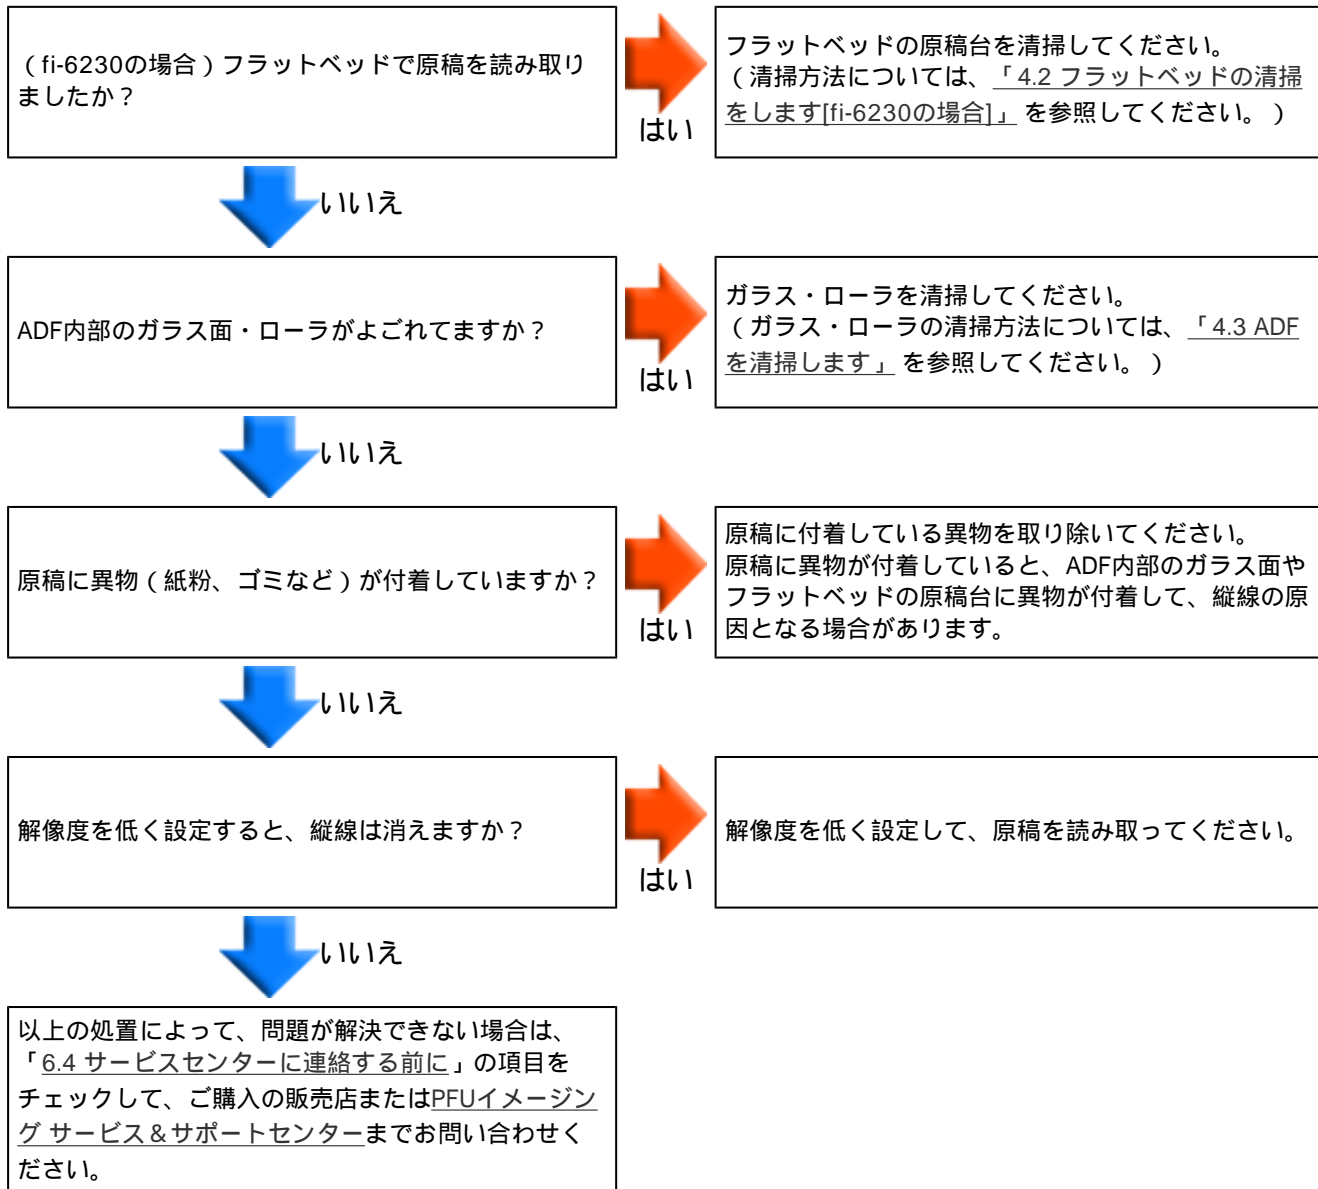 （fi-6230の場合）フラットベッドで原稿を読み取り
ましたか？
はい
フラットベッドの原稿台を清掃してください。
（清掃方法については、「4.2 フラットベッドの清掃
をします[fi-6230の場合]」 を参照してください。）
いいえ
ADF内部のガラス面・ローラがよごれてますか？
はい
ガラス・ローラを清掃してください。
（ガラス・ローラの清掃方法については、「4.3 ADF
を清掃します」 を参照してください。）
いいえ
原稿に異物（紙粉、ゴミなど）が付着していますか？
はい
原稿に付着している異物を取り除いてください。
原稿に異物が付着していると、ADF内部のガラス面や
フラットベッドの原稿台に異物が付着して、縦線の原
因となる場合があります。
いいえ
解像度を低く設定すると、縦線は消えますか？
はい
解像度を低く設定して、原稿を読み取ってください。
いいえ
以上の処置によって、問題が解決できない場合は、
「6.4 サービスセンターに連絡する前に」の項目を
チェックして、ご購入の販売店またはPFUイメージン
グ サービス＆サポートセンターまでお問い合わせく
ださい。